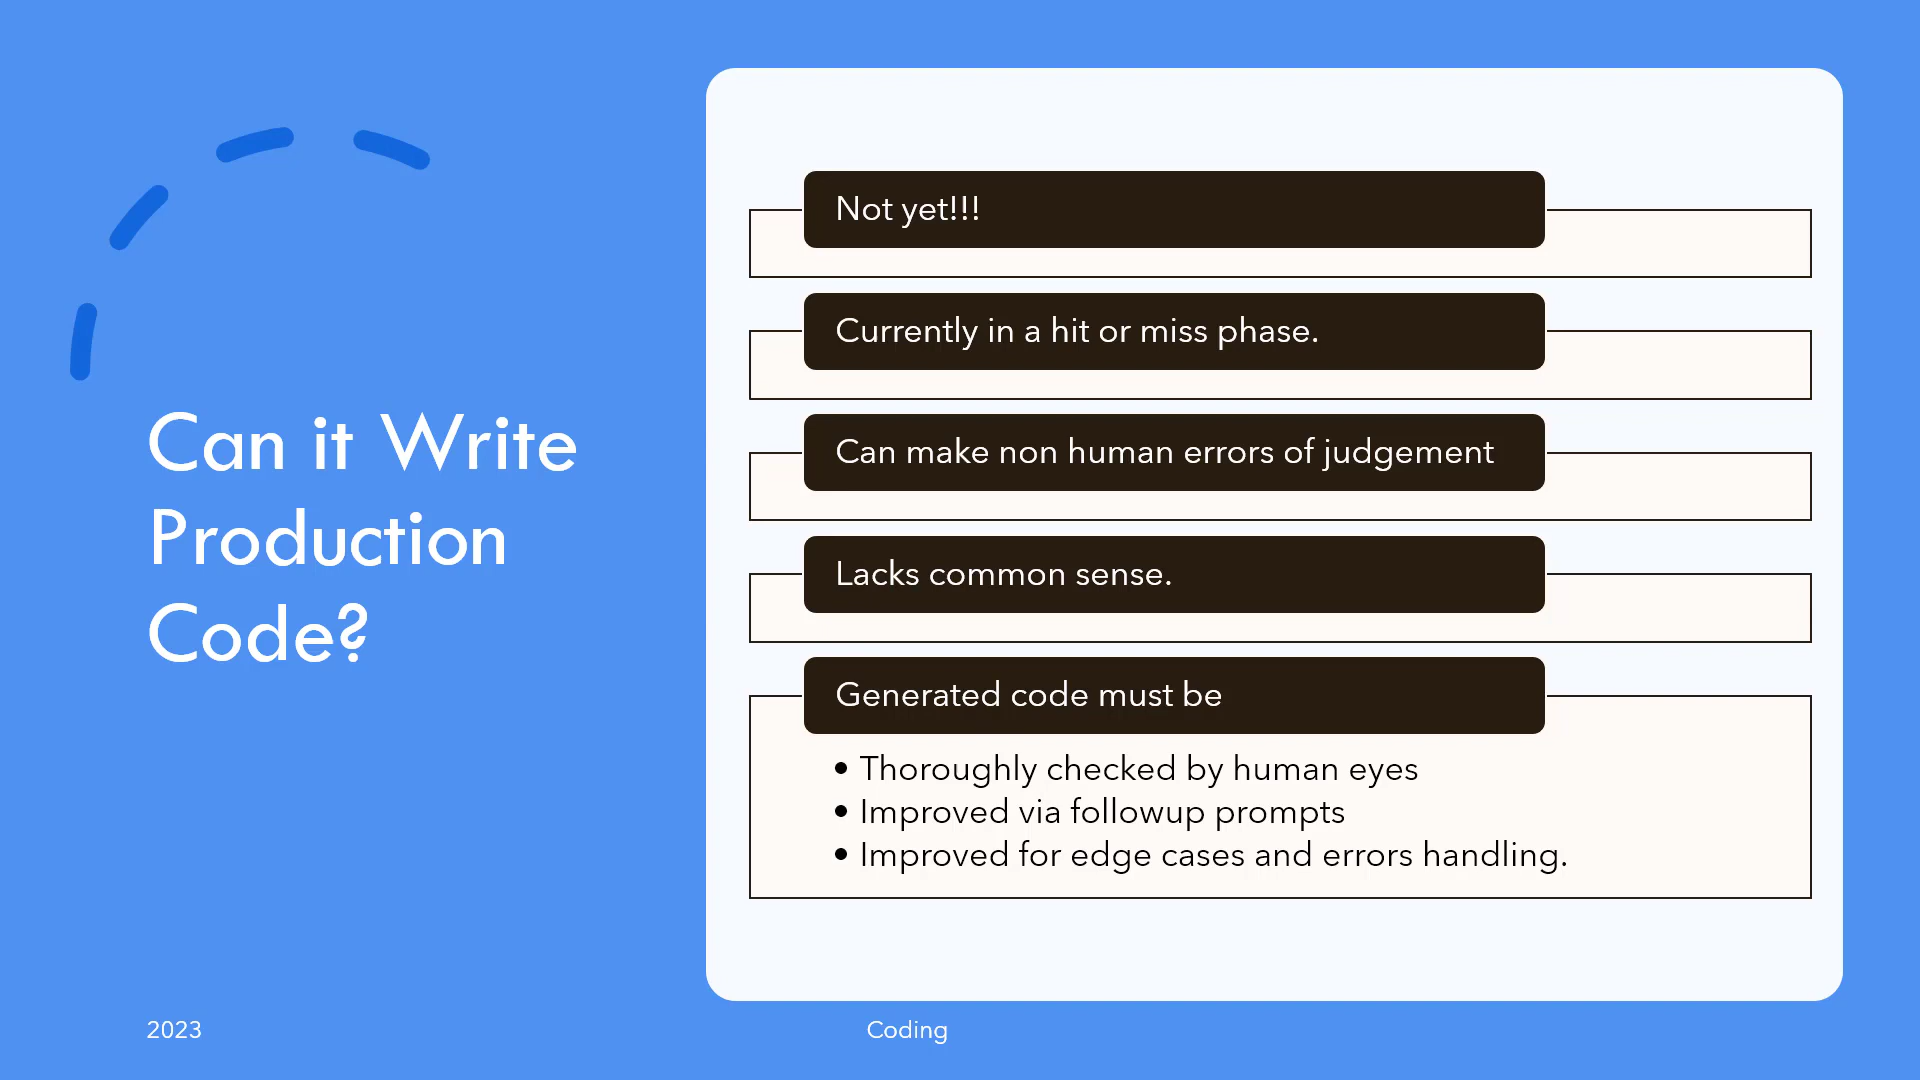 Can it Write
Production
Code?
Not yet!!!
Currently in a hit or miss phase.
Can make non human errors of judgement
Lacks common sense.
Generated code must be
• Thoroughly checked by human eyes
• Improved via followup prompts
• Improved for edge cases and errors handling.
2023
Coding